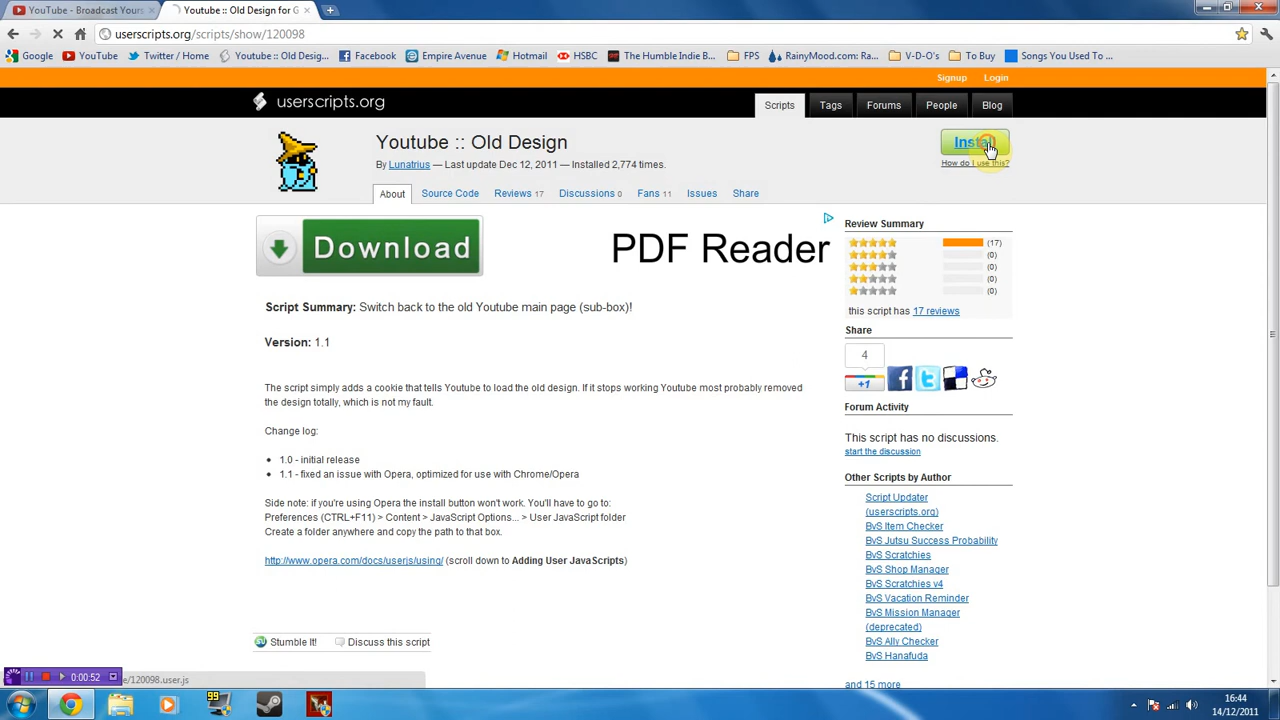 YouTube - Broadcast Yours
Youtube :: Old Design for G
userscripts.org/scripts/show/120098
Google
YouTube
Twitter / Home
Youtube :: Old Desig...
Facebook
Empire Avenue
Hotmail
HSBC
The Humble Indie B...
FPS
RainyMood.com: Ra...
V-D-O's
To Buy
Songs You Used To ...
Signup
Login
userscripts.org
Scripts
Tags
Forums
People
Blog
Youtube :: Old Design
Install
By Lunatrius — Last update Dec 12, 2011 — Installed 2,774 times.
How do I use this?
About
Source Code
Reviews 17
Discussions 0
Fans 11
Issues
Share
Download
PDF Reader
Script Summary: Switch back to the old Youtube main page (sub-box)!
Version: 1.1
The script simply adds a cookie that tells Youtube to load the old design. If it stops working Youtube most probably removed
the design totally, which is not my fault.
Change log:
• 1.0 - initial release
• 1.1 - fixed an issue with Opera, optimized for use with Chrome/Opera
Side note: if you're using Opera the install button won't work. You'll have to go to:
Preferences (CTRL+F11) > Content > JavaScript Options... > User JavaScript folder
Create a folder anywhere and copy the path to that box.
http://www.opera.com/docs/userjs/using/ (scroll down to Adding User JavaScripts)
Stumble It!
Discuss this script
Review Summary
(17)
(0)
(0)
(0)
(0)
this script has 17 reviews
Share
4
+1
Forum Activity
This script has no discussions.
start the discussion
Other Scripts by Author
Script Updater
(userscripts.org)
BvS Item Checker
BvS Jutsu Success Probability
BvS Scratchies
BvS Shop Manager
BvS Scratchies v4
BvS Vacation Reminder
BvS Mission Manager
(deprecated)
BvS Ally Checker
BvS Hanafuda
and 15 more
0:00:52
e/120098.user.js
99
16:44
14/12/2011